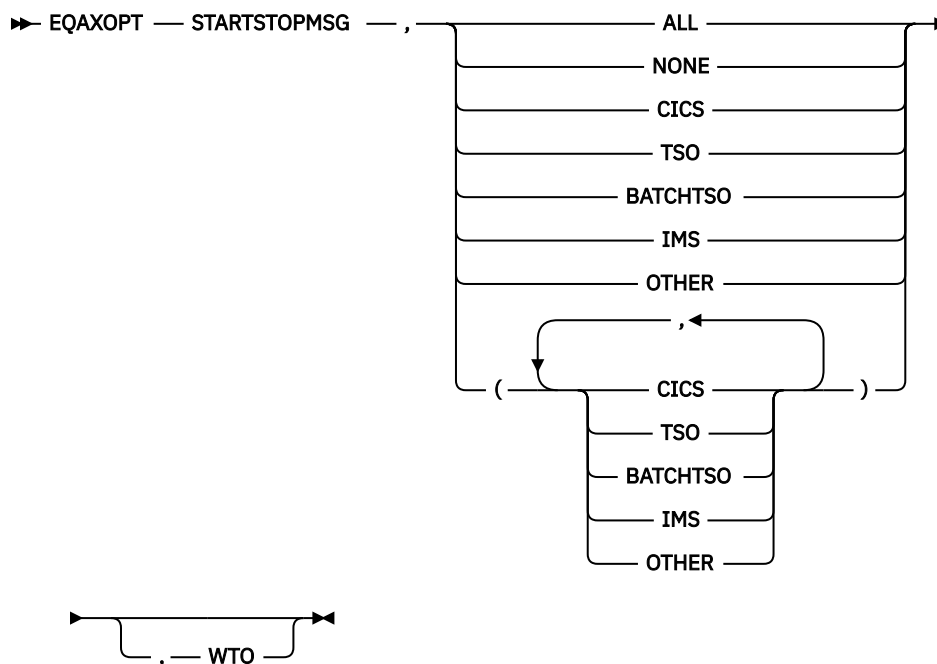 EQAXOPT STARTSTOPMSG , ALL
NONE
CICS
TSO
BATCHTSO
IMS
OTHER
,
( CICS )
TSO
BATCHTSO
IMS
OTHER
, WTO